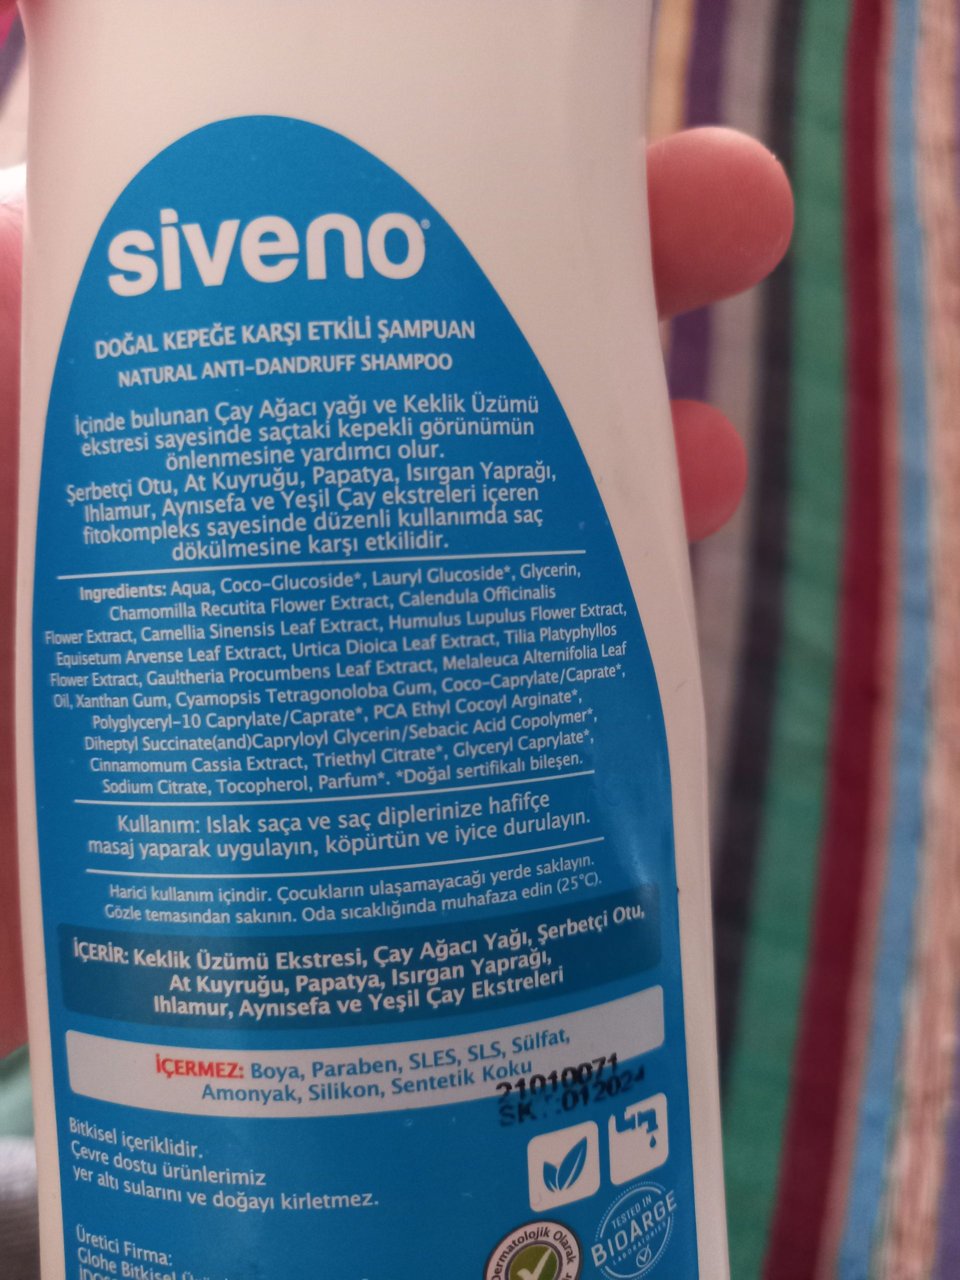 siveno®
DOĞAL KEPEĞE KARŞI ETKİLİ ŞAMPUAN
NATURAL ANTI-DANDRUFF SHAMPOO
İçinde bulunan Çay Ağacı yağı ve Keklik Üzümü
ekstresi sayesinde saçtaki kepekli görünümün
önlenmesine yardımcı olur.
Şerbetçi Otu, At Kuyruğu, Papatya, Isırgan Yaprağı,
Ihlamur, Aynısefa ve Yeşil Çay ekstreleri içeren
fitokompleks sayesinde düzenli kullanımda saç
dökülmesine karşı etkilidir.
Ingredients: Aqua, Coco-Glucoside*, Lauryl Glucoside*, Glycerin,
Chamomilla Recutita Flower Extract, Calendula Officinalis
Flower Extract, Camellia Sinensis Leaf Extract, Humulus Lupulus Flower Extract,
Equisetum Arvense Leaf Extract, Urtica Dioica Leaf Extract, Tilia Platyphyllos
Flower Extract, Gaultheria Procumbens Leaf Extract, Melaleuca Alternifolia Leaf
Oil, Xanthan Gum, Cyamopsis Tetragonoloba Gum, Coco-Caprylate/Caprate*,
Polyglyceryl-10 Caprylate/Caprate*, PCA Ethyl Cocoyl Arginate*,
Diheptyl Succinate(and)Capryloyl Glycerin/Sebacic Acid Copolymer*,
Cinnamomum Cassia Extract, Triethyl Citrate*, Glyceryl Caprylate*,
Sodium Citrate, Tocopherol, Parfum*. *Doğal sertifikalı bileşen.
Kullanım: Islak saça ve saç diplerinize hafifçe
masaj yaparak uygulayın, köpürtün ve iyice durulayın.
Harici kullanım içindir. Çocukların ulaşamayacağı yerde saklayın.
Gözle temasından sakının. Oda sıcaklığında muhafaza edin (25°C).
İÇERİR: Keklik Üzümü Ekstresi, Çay Ağacı Yağı, Şerbetçi Otu,
At Kuyruğu, Papatya, Isırgan Yaprağı,
Ihlamur, Aynısefa ve Yeşil Çay Ekstreleri
İÇERMEZ: Boya, Paraben, SLES, SLS, Sülfat,
Amonyak, Silikon, Sentetik Koku
21010071
SK 012024
Bitkisel içeriklidir.
Çevre dostu ürünlerimiz
yer altı sularını ve doğayı kirletmez.
TESTED IN
BIOARGE
LABORATORIES
Dermatolojik Olarak
Üretici Firma:
Glohe Bitkisel